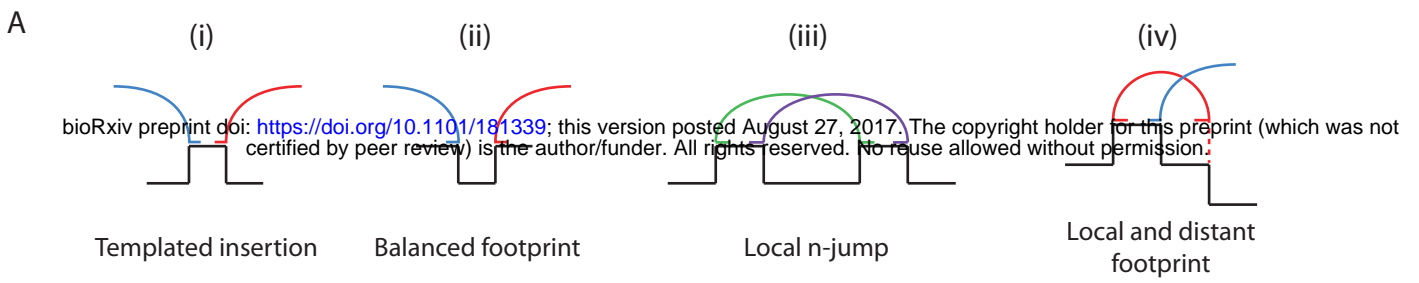 A
(i) (ii) (iii) (iv)
bioRxiv preprint doi: https://doi.org/10.1101/181339; this version posted August 27, 2017. The copyright holder for this preprint (which was not
certified by peer review) is the author/funder. All rights reserved. No reuse allowed without permission.
Templated insertion Balanced footprint Local n-jump Local and distant
footprint